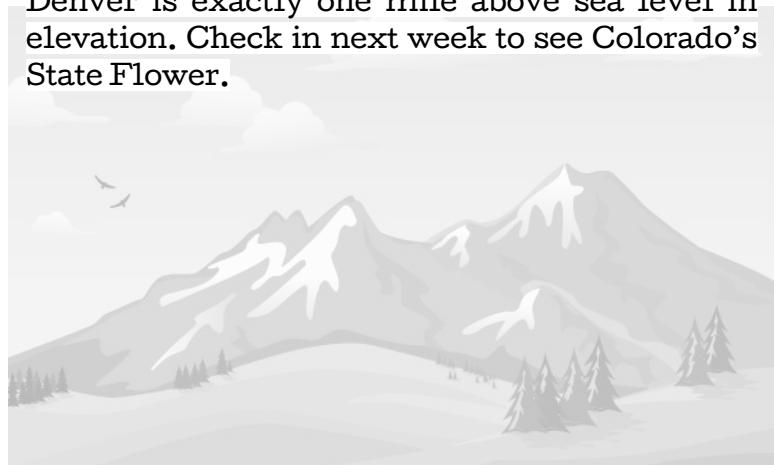 Denver is exactly one mile above sea level in
elevation. Check in next week to see Colorado’s
State Flower.